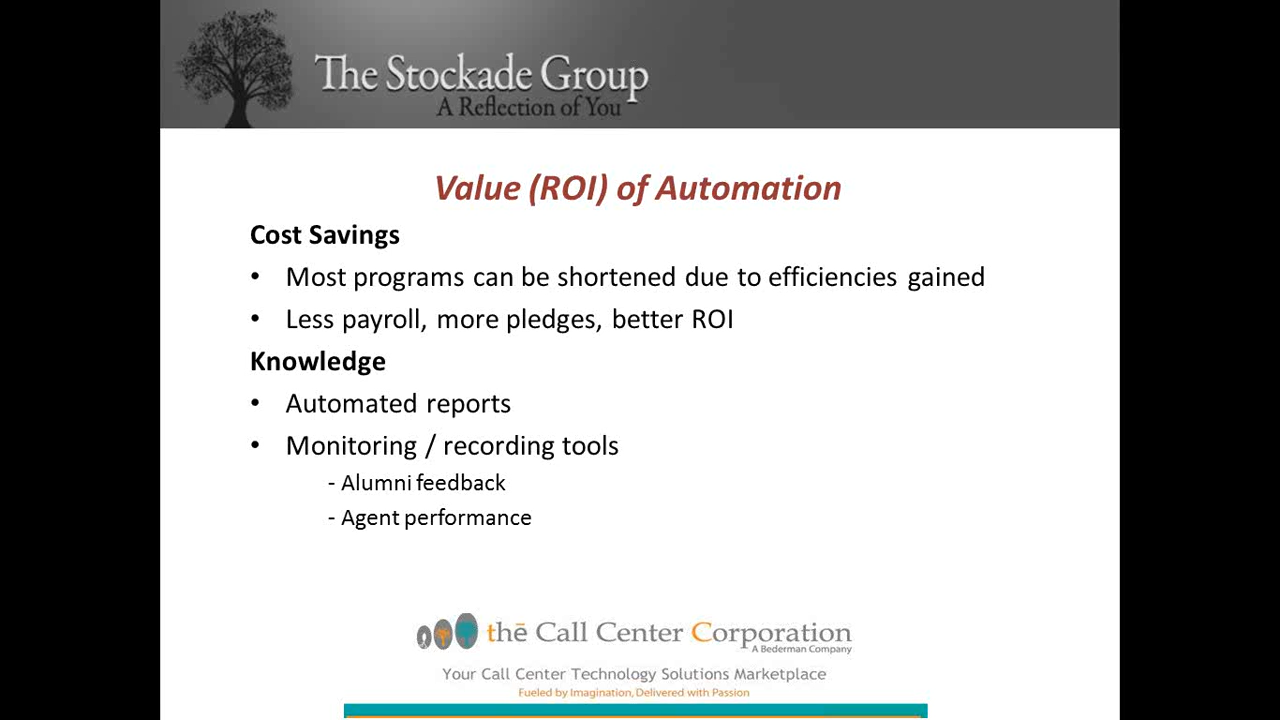 The Stockade Group
A Reflection of You
Value (ROI) of Automation
Cost Savings
• Most programs can be shortened due to efficiencies gained
• Less payroll, more pledges, better ROI
Knowledge
• Automated reports
• Monitoring / recording tools
- Alumni feedback
- Agent performance
thē Call Center Corporation
A Bederman Company
Your Call Center Technology Solutions Marketplace
Fueled by Imagination, Delivered with Passion